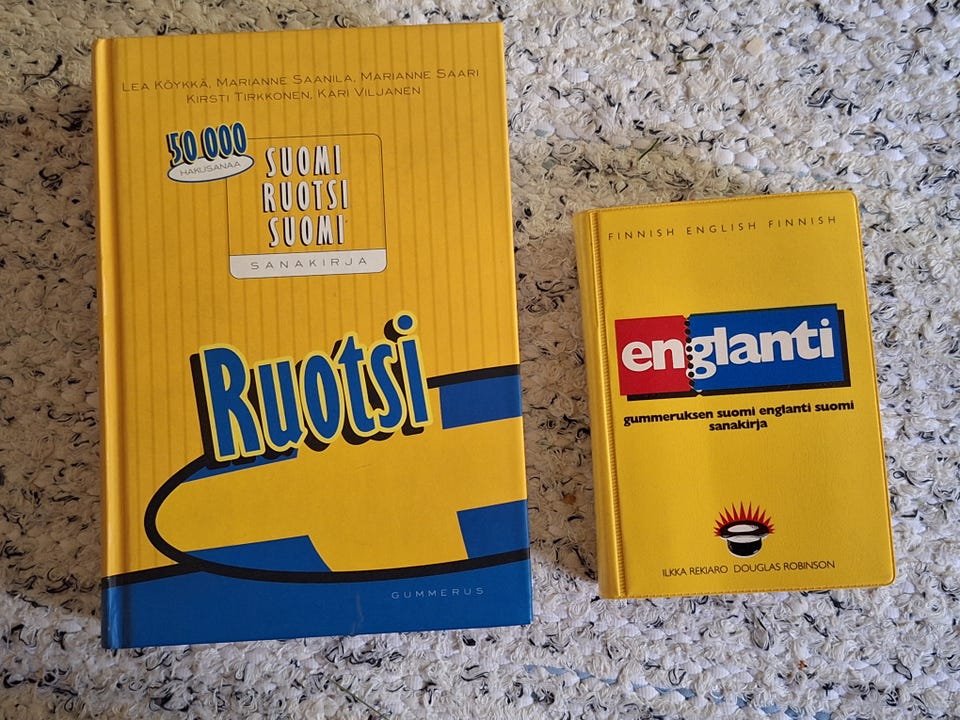 LEA KÖYKKÄ, MARIANNE SAANILA, MARIANNE SAARI
KIRSTI TIRKKONEN, KARI VILJANEN
50 000
HAKUSANAA
SUOMI
RUOTSI
SUOMI
SANAKIRJA
Ruotsi
GUMMERUS
FINNISH ENGLISH FINNISH
englanti
gummeruksen suomi englanti suomi
sanakirja
ILKKA REKIARO DOUGLAS ROBINSON